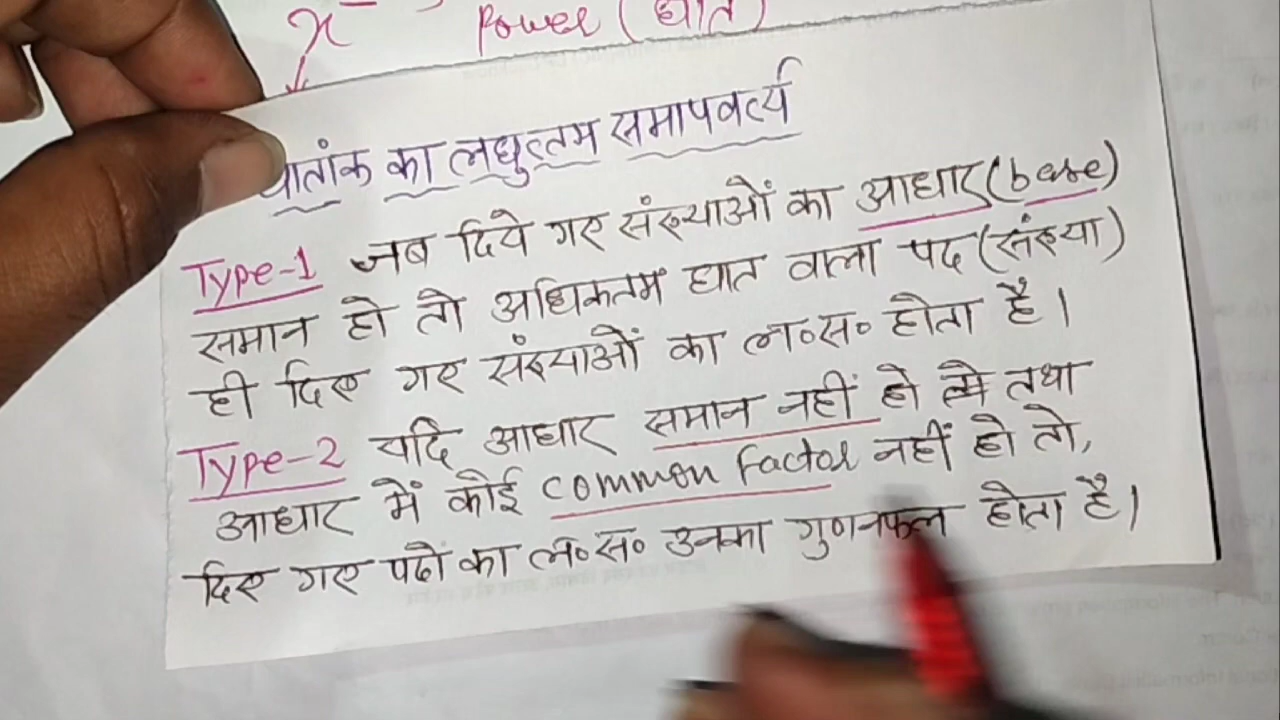 x
Power (घात)
घातांक का लघुत्तम समापवर्त्य
Type-1 जब दिये गए संख्याओं का आधार (base)
समान हो तो अधिकतम घात वाला पद (संख्या)
ही दिए गए संख्याओं का ल०स० होता है।
Type-2 यदि आधार समान नहीं हो तथा
आधार में कोई common factor नहीं हो तो,
दिए गए पदों का ल०स० उनका गुणनफल होता है।